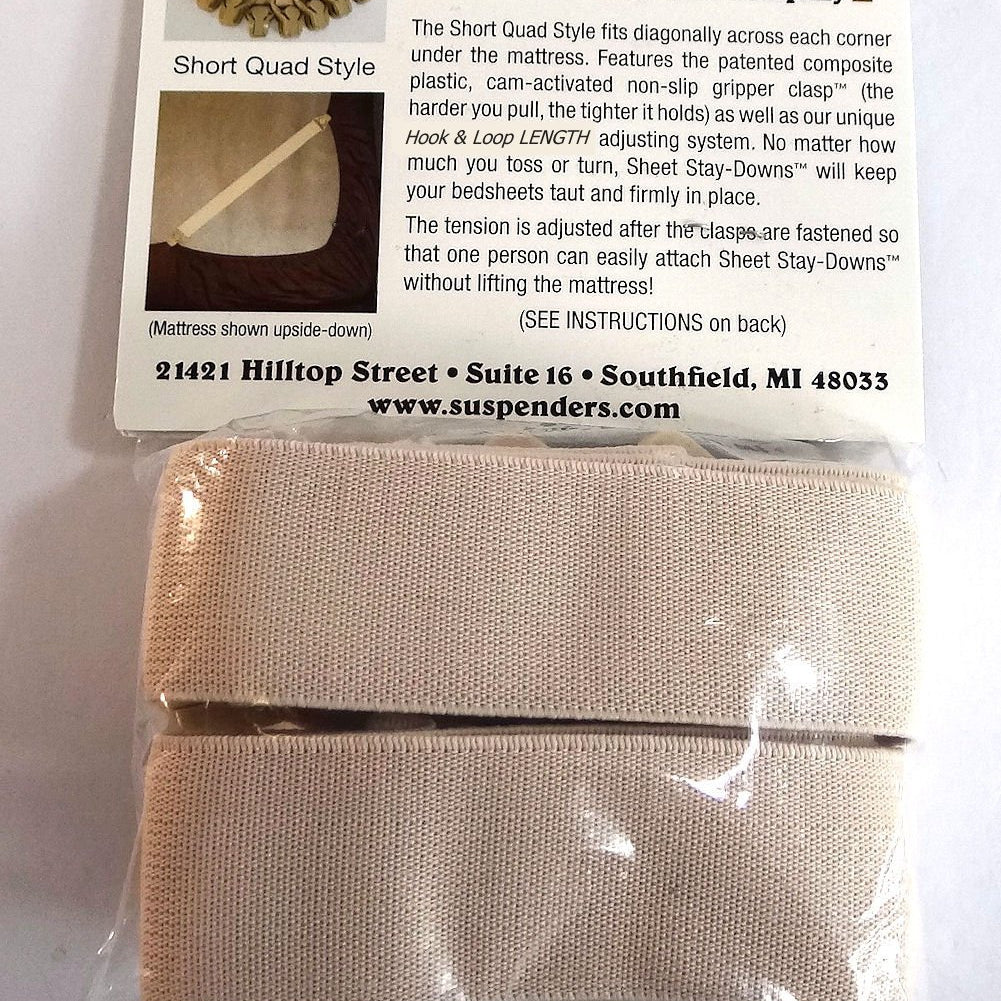 Short Quad Style
(Mattress shown upside-down)
The Short Quad Style fits diagonally across each corner
under the mattress. Features the patented composite
plastic, cam-activated non-slip gripper clasp™ (the
harder you pull, the tighter it holds) as well as our unique
Hook & Loop LENGTH adjusting system. No matter how
much you toss or turn, Sheet Stay-Downs™ will keep
your bedsheets taut and firmly in place.
The tension is adjusted after the clasps are fastened so
that one person can easily attach Sheet Stay-Downs™
without lifting the mattress!
(SEE INSTRUCTIONS on back)
21421 Hilltop Street • Suite 16 • Southfield, MI 48033
www.suspenders.com